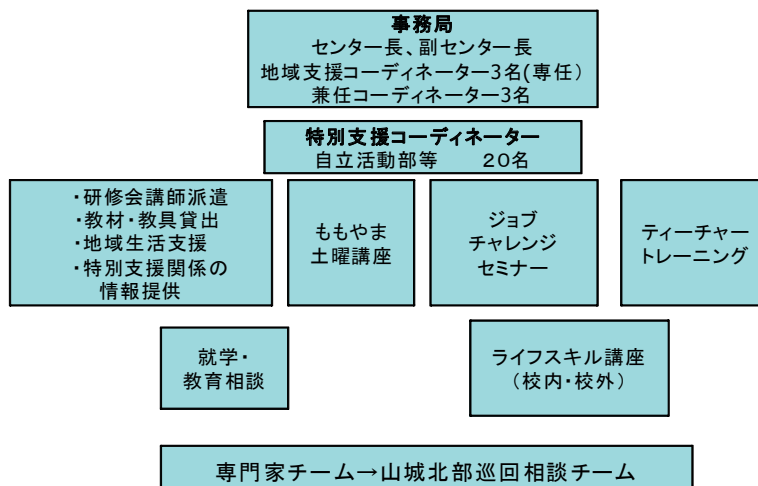 事務局
センター長、副センター長
地域支援コーディネーター3名(専任）
兼任コーディネーター3名
特別支援コーディネーター
自立活動部等　　20名
・研修会講師派遣
・教材・教具貸出
・地域生活支援
・特別支援関係の
情報提供
ももやま
土曜講座
ジョブ
チャレンジ
セミナー
ティーチャー
トレーニング
就学・
教育相談
ライフスキル講座
（校内・校外）
専門家チーム→山城北部巡回相談チーム